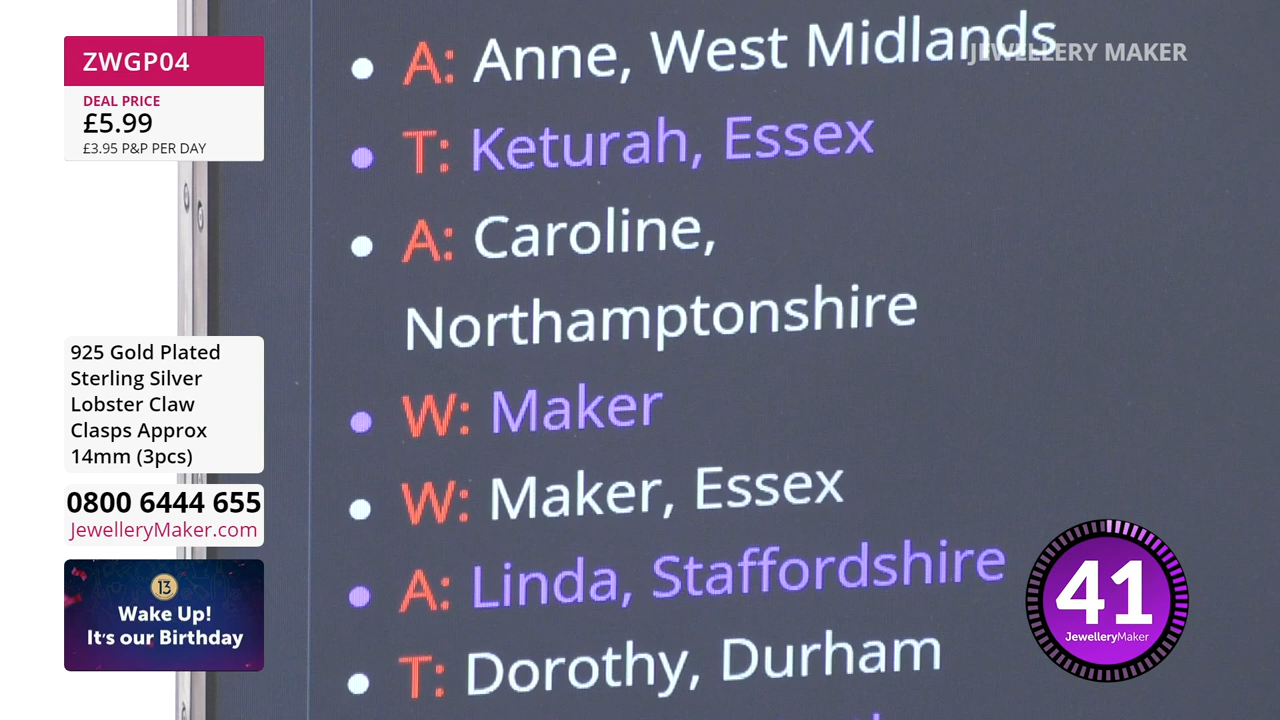 ZWGP04
DEAL PRICE
£5.99
£3.95 P&P PER DAY
925 Gold Plated
Sterling Silver
Lobster Claw
Clasps Approx
14mm (3pcs)
0800 6444 655
JewelleryMaker.com
13
Wake Up!
It's our Birthday
JEWELLERY MAKER
• A: Anne, West Midlands
• T: Keturah, Essex
• A: Caroline,
Northamptonshire
• W: Maker
• W: Maker, Essex
• A: Linda, Staffordshire
• T: Dorothy, Durham
41
JewelleryMaker